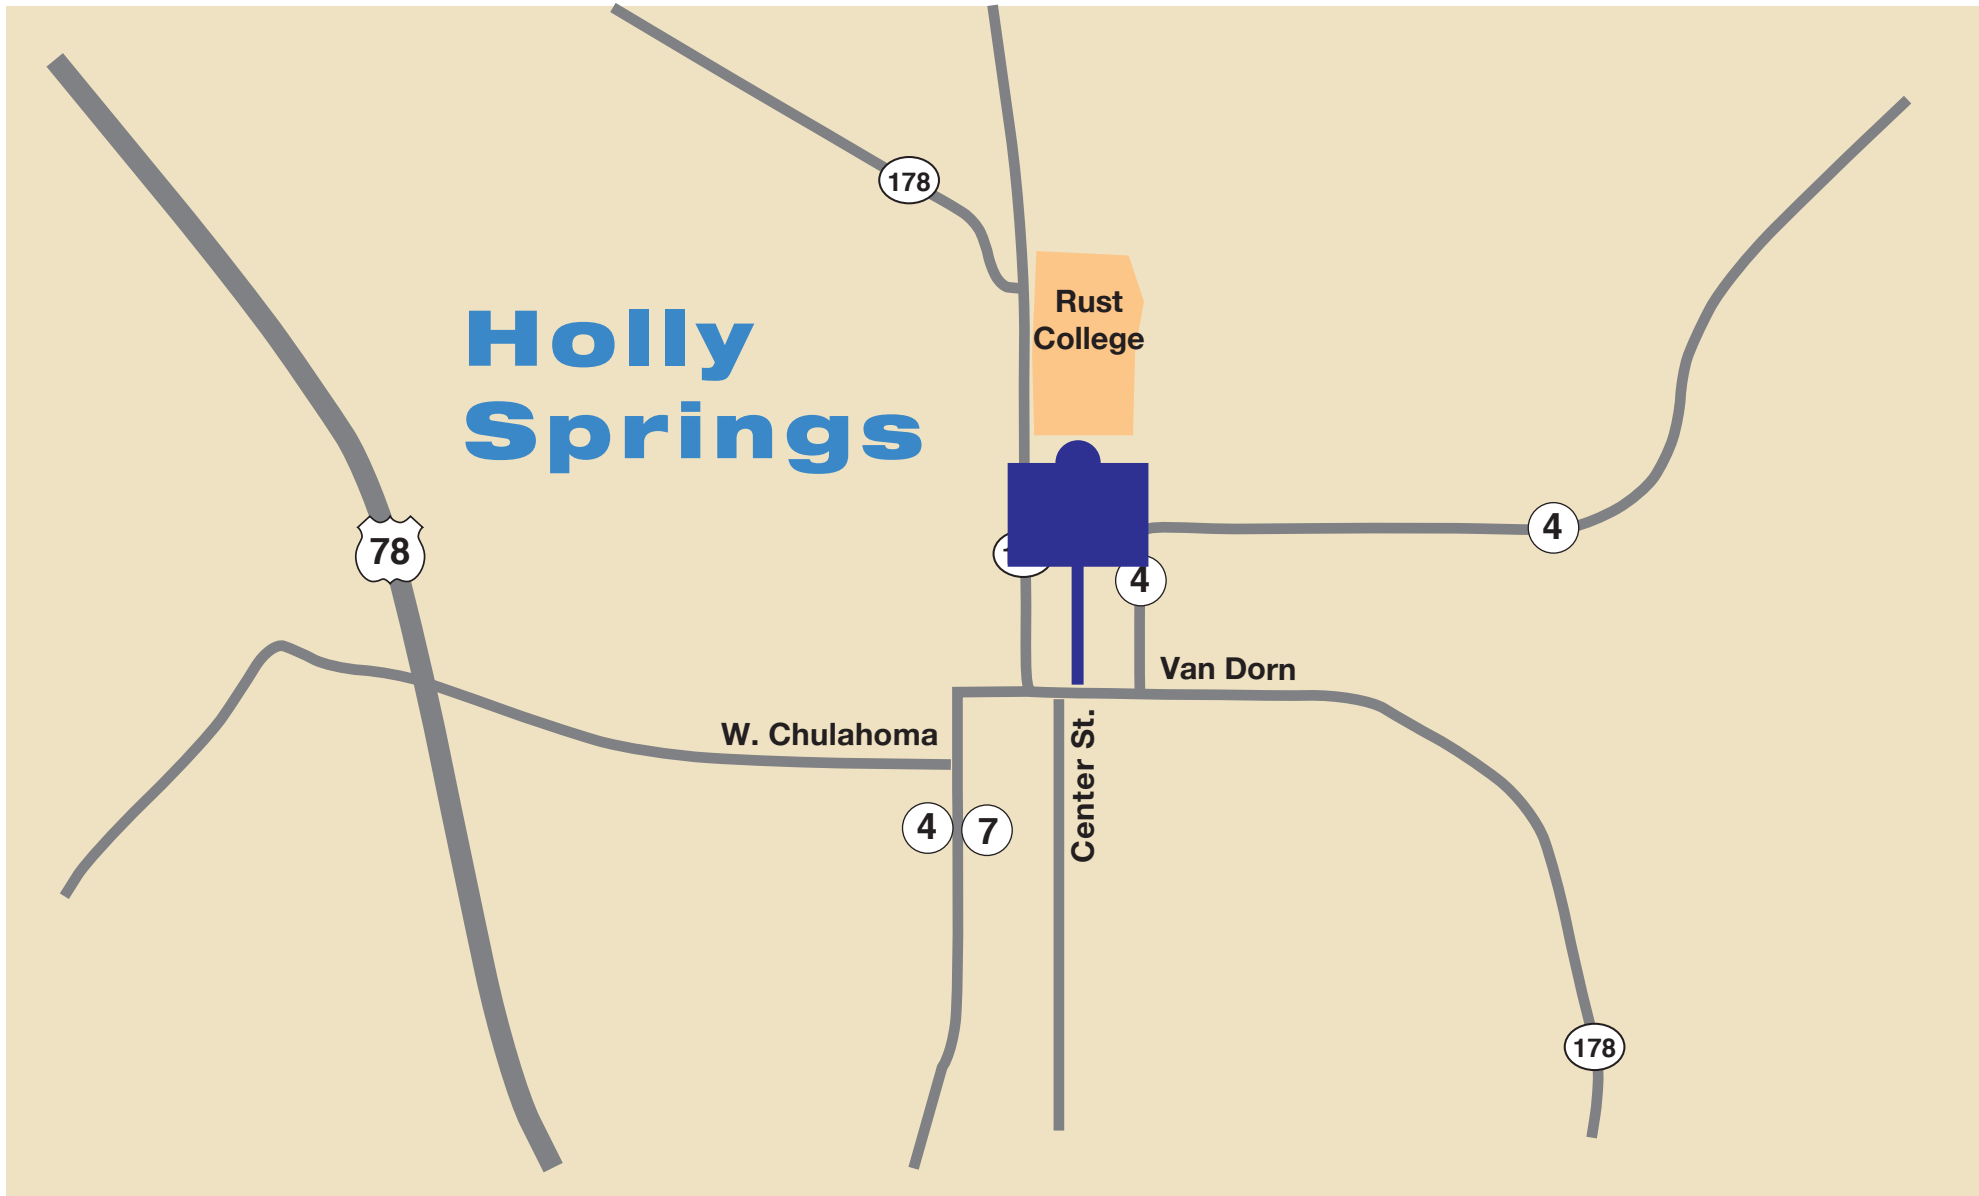 178
Rust
College
Holly
Springs
4
78
4
Van Dorn
W. Chulahoma
Center St.
4
7
178